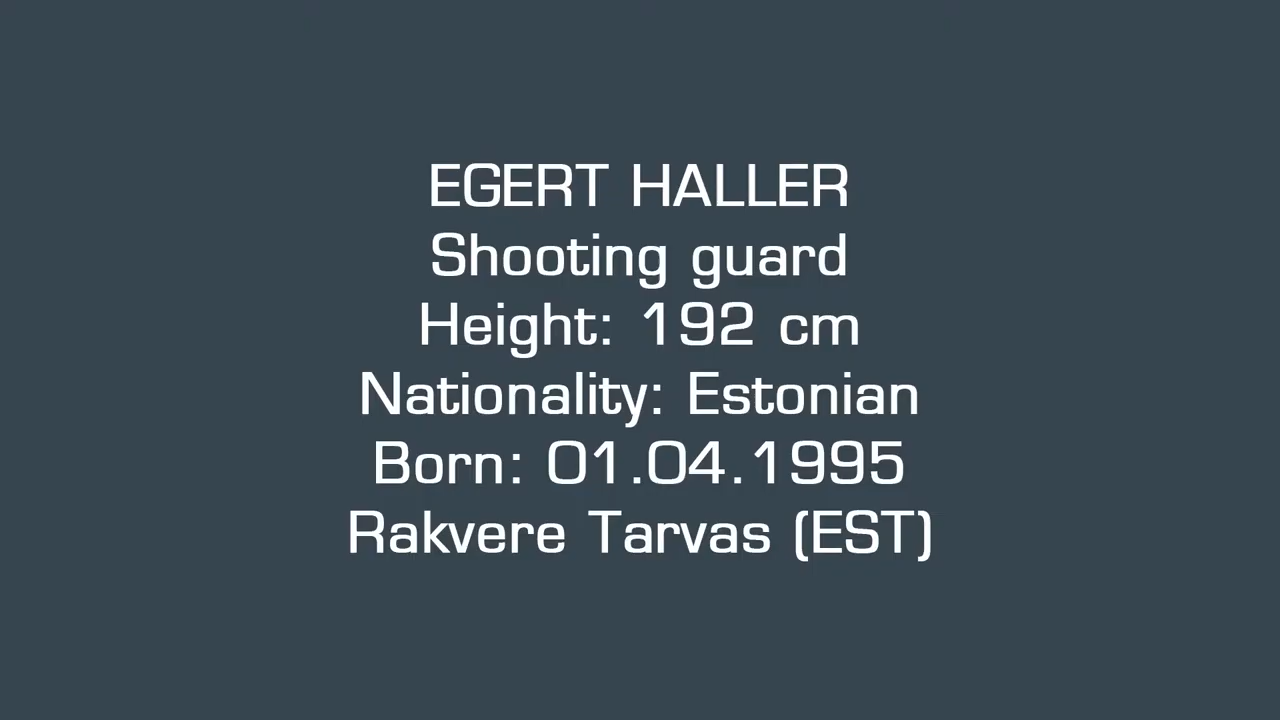 EGERT HALLER
Shooting guard
Height: 192 cm
Nationality: Estonian
Born: 01.04.1995
Rakvere Tarvas (EST)